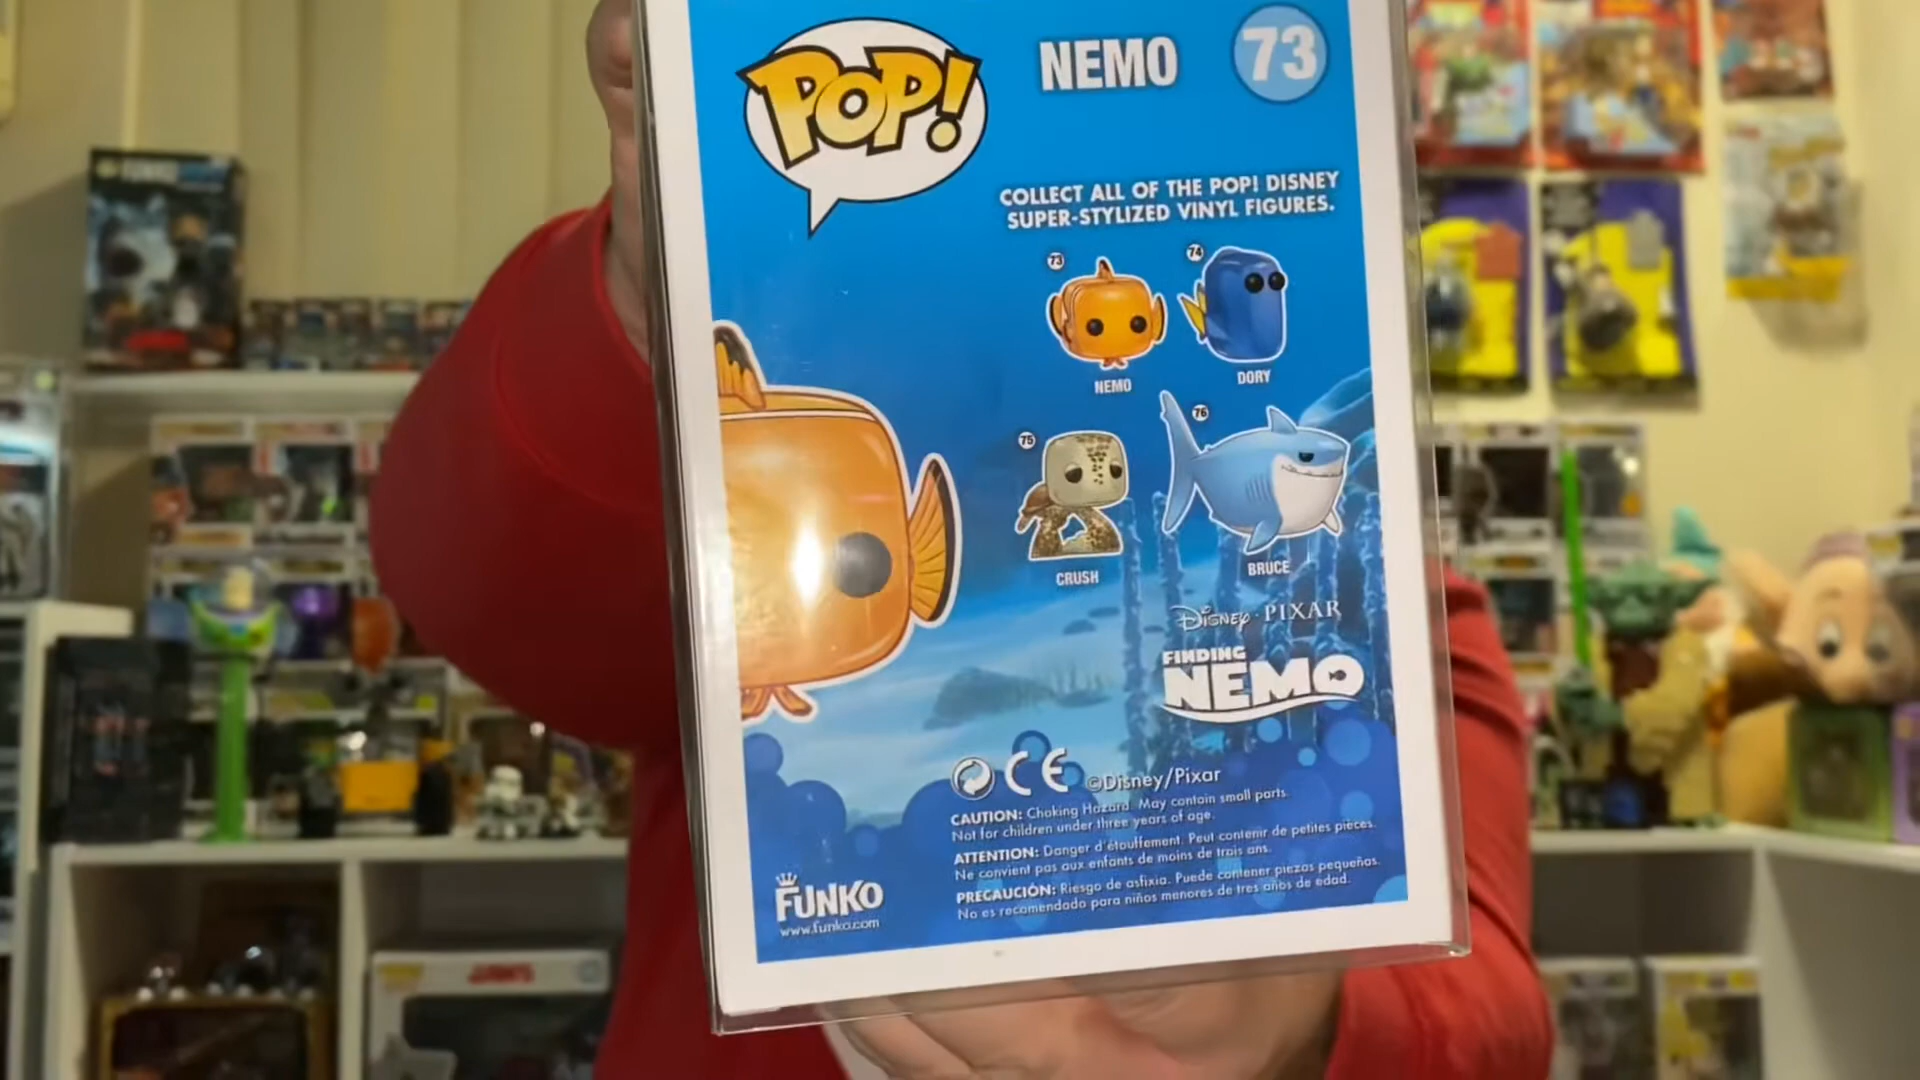 POP!
NEMO
73
COLLECT ALL OF THE POP! DISNEY
SUPER-STYLIZED VINYL FIGURES.
73
NEMO
74
DORY
75
CRUSH
76
BRUCE
Disney · PIXAR
FINDING
NEMO
CE ©Disney/Pixar
CAUTION: Choking Hazard. May contain small parts.
Not for children under three years of age.
ATTENTION: Danger d'étouffement. Peut contenir de petites pièces.
Ne convient pas aux enfants de moins de trois ans.
PRECAUCIÓN: Riesgo de asfixia. Puede contener piezas pequeñas.
No es recomendado para niños menores de tres años de edad.
FUNKO
www.funko.com
FUNKO
JAWS